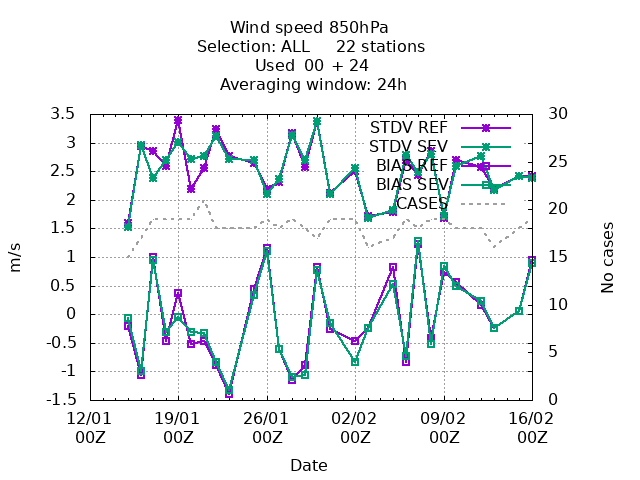 Wind speed 850hPa
Selection: ALL 22 stations
Used 00 + 24
Averaging window: 24h
3.5
3
2.5
2
1.5
1
0.5
0
-0.5
-1
-1.5
m/s
30
25
20
15
10
5
0
No cases
STDV REF
STDV SEV
BIAS REF
BIAS SEV
CASES
12/01 19/01 26/01 02/02 09/02 16/02
00Z 00Z 00Z 00Z 00Z 00Z
Date